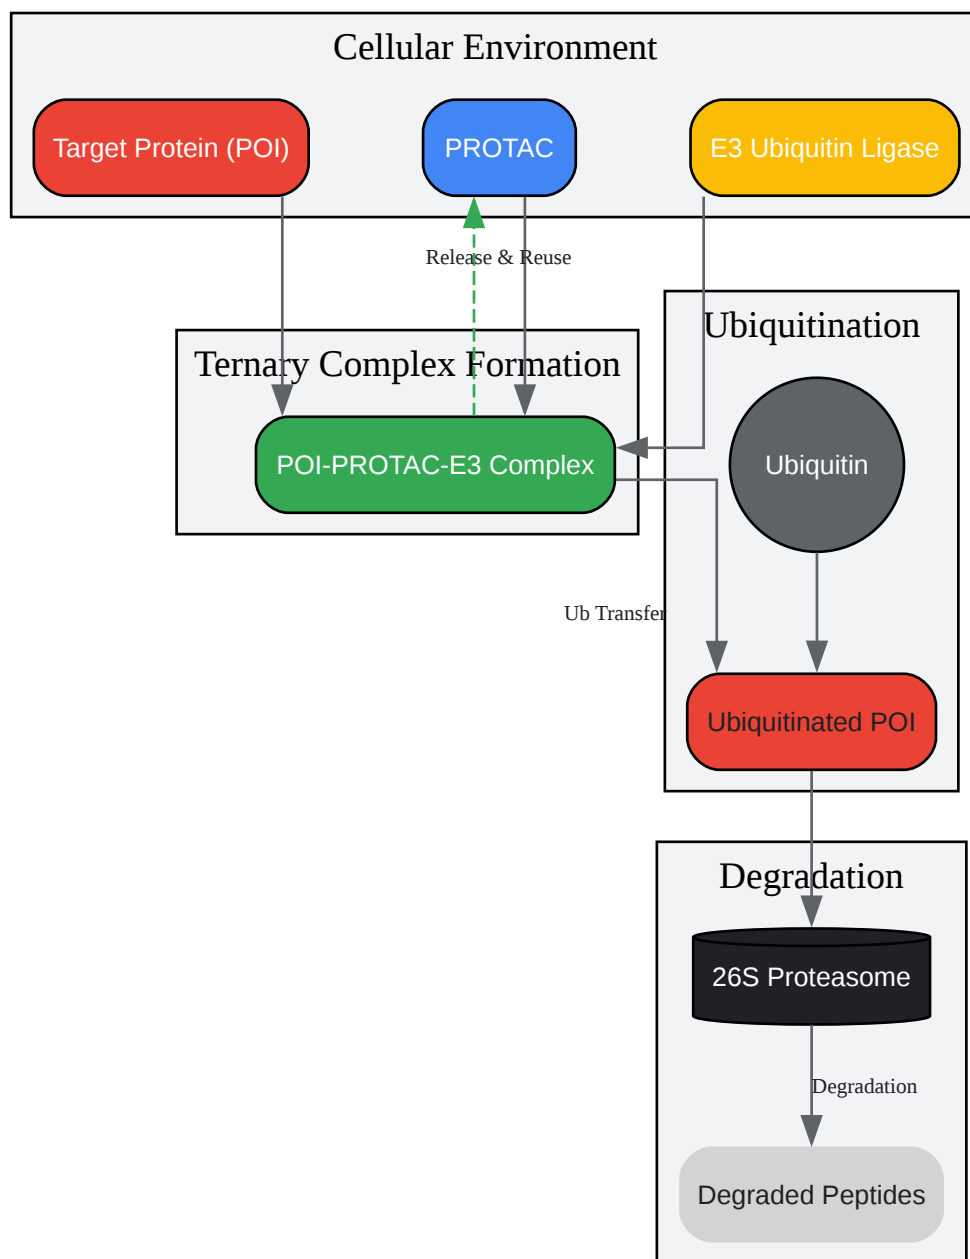 Cellular Environment
Target Protein (POI)
PROTAC
E3 Ubiquitin Ligase
Release & Reuse
Ubiquitination
Ternary Complex Formation
POI-PROTAC-E3 Complex
Ubiquitin
Ub Transfer
Ubiquitinated POI
Degradation
26S Proteasome
Degradation
Degraded Peptides